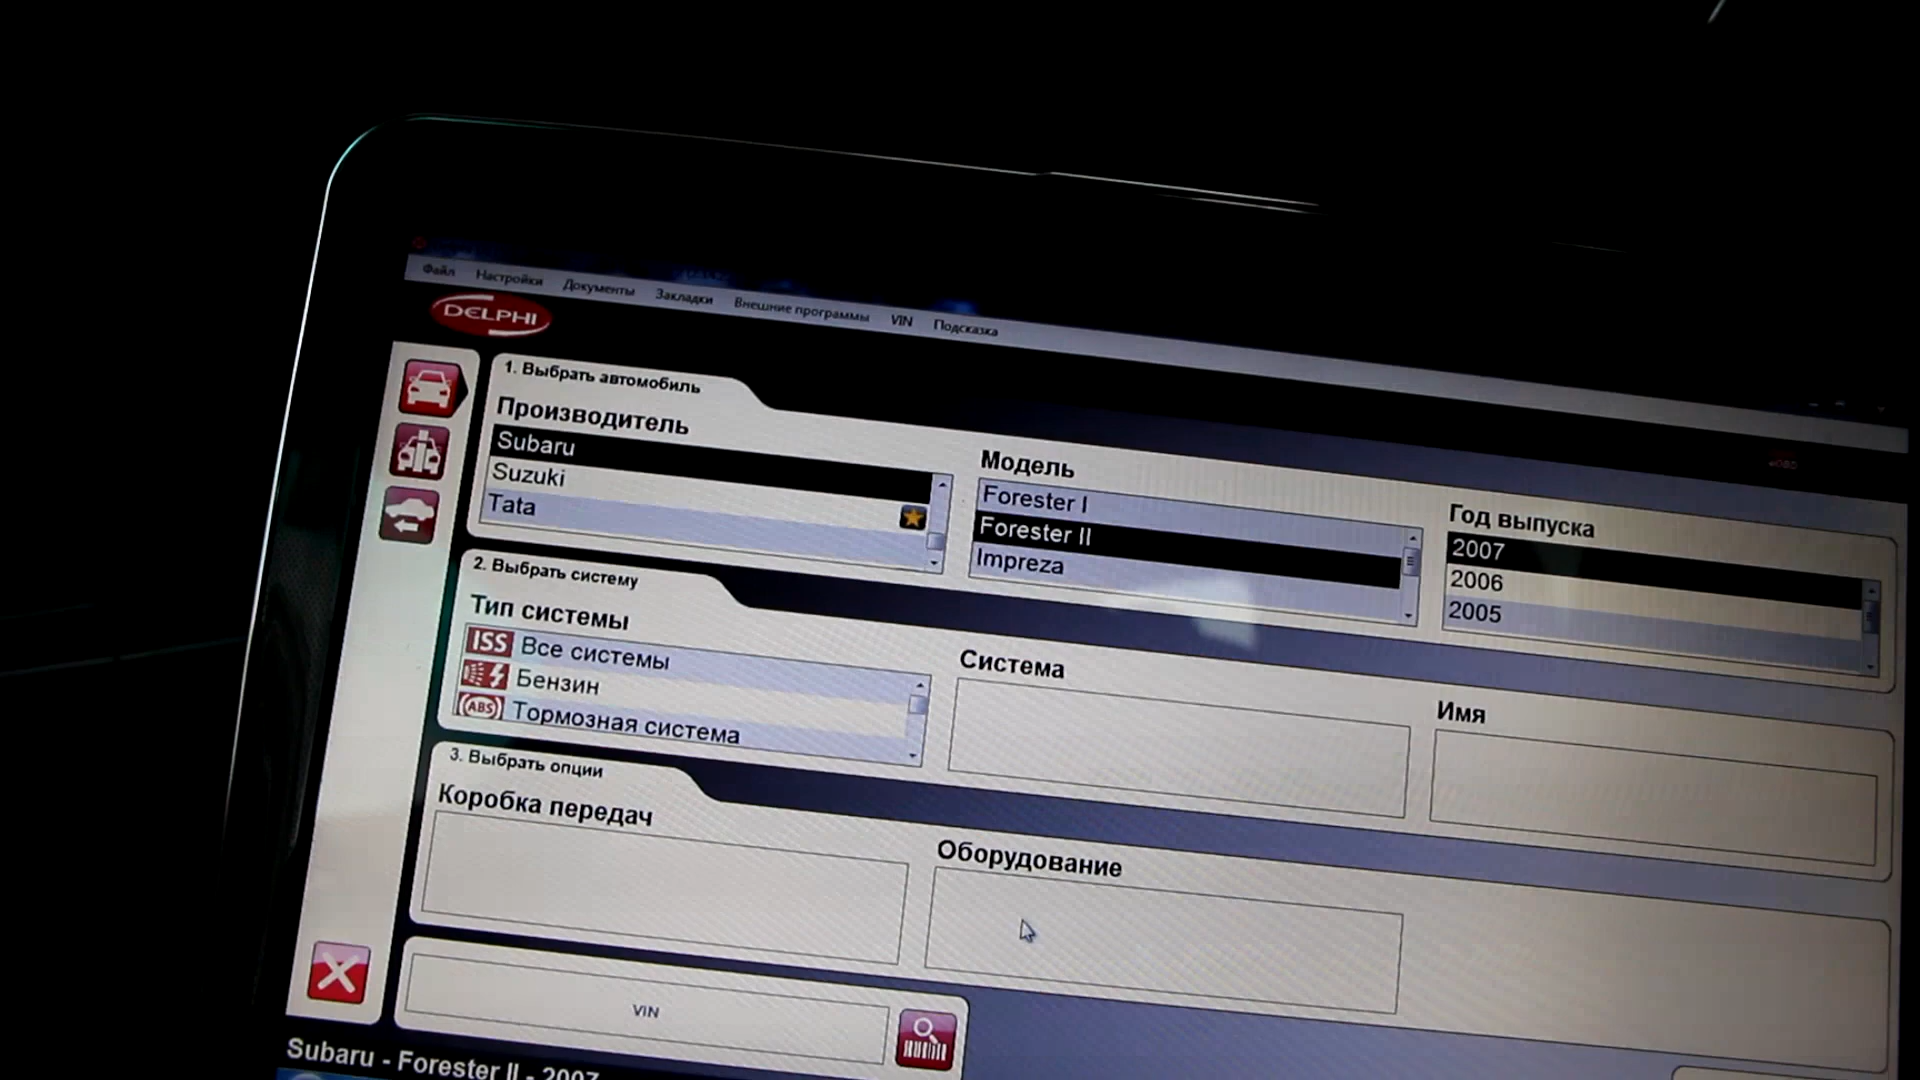 Файл Настройки Документы Закладки Внешние программы VIN Подсказка
DELPHI
1. Выбрать автомобиль
Производитель
Subaru
Suzuki
Tata
Модель
Forester I
Forester II
Impreza
Год выпуска
2007
2006
2005
2. Выбрать систему
Тип системы
ISS Все системы
Бензин
ABS Тормозная система
Система
Имя
3. Выбрать опции
Коробка передач
Оборудование
VIN
Subaru - Forester II - 2007